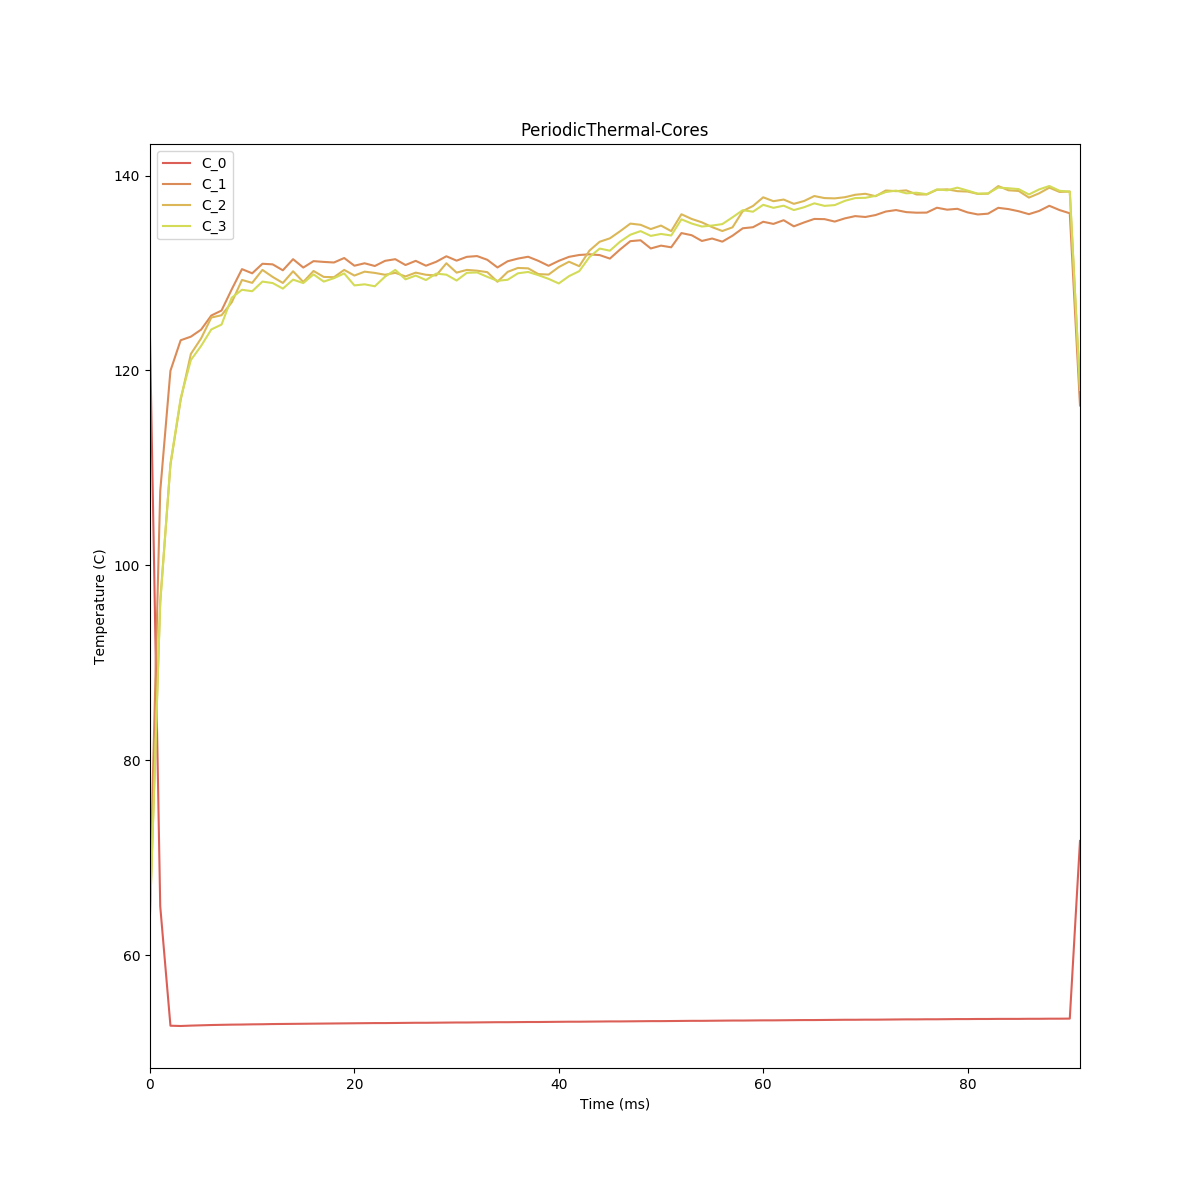 PeriodicThermal-Cores
C_0
C_1
C_2
C_3
140
120
100
80
60
Temperature (C)
0 20 40 60 80
Time (ms)